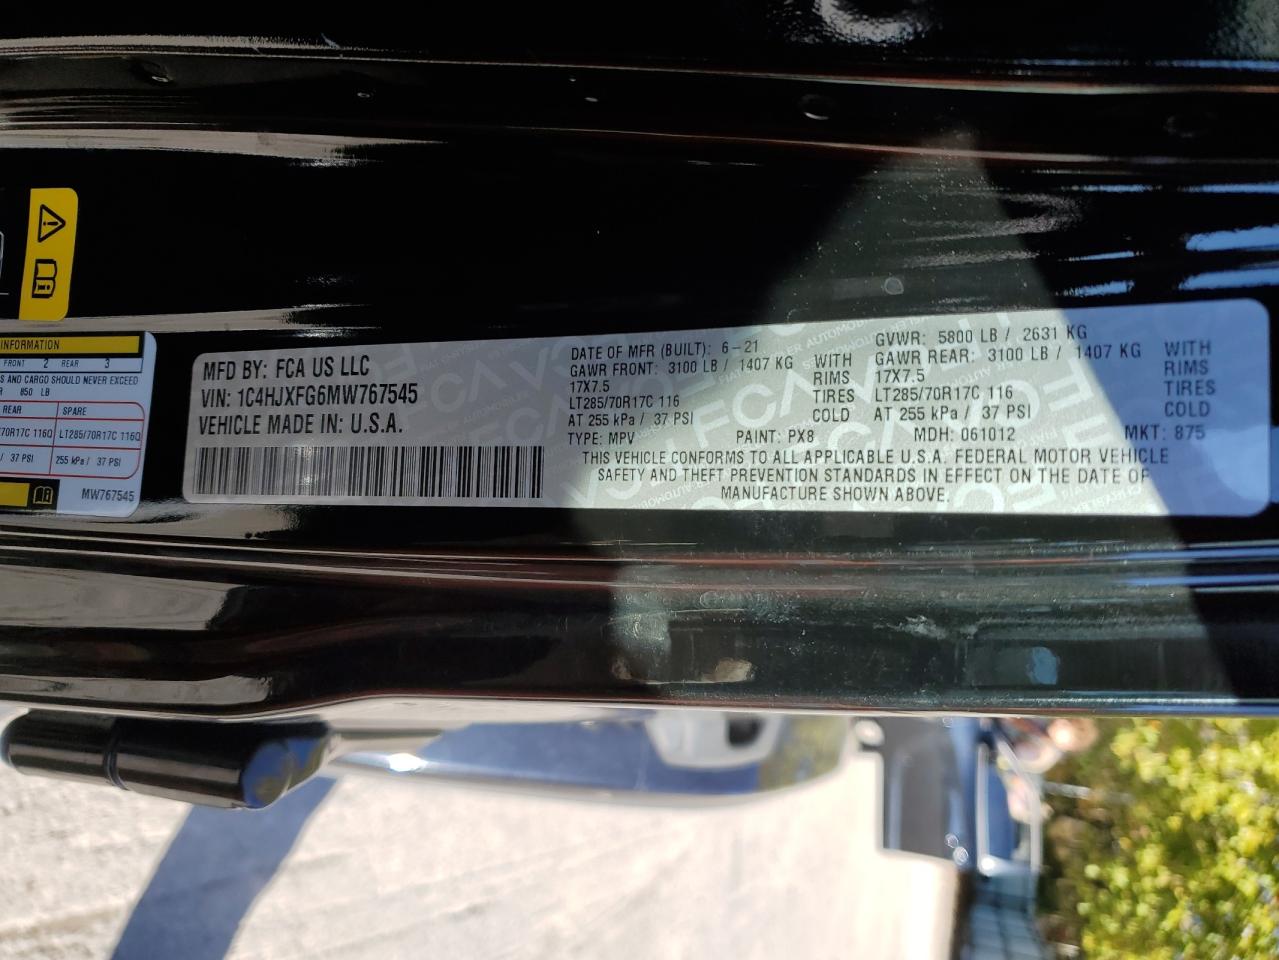 INFORMATION
FRONT 2 REAR 3
S AND CARGO SHOULD NEVER EXCEED
R 850 LB
REAR SPARE
/70R17C 116Q LT285/70R17C 116Q
/ 37 PSI 255 kPa / 37 PSI
MW767545
MFD BY: FCA US LLC
VIN: 1C4HJXFG6MW767545
VEHICLE MADE IN: U.S.A.
DATE OF MFR (BUILT): 6-21 GVWR: 5800 LB / 2631 KG
GAWR FRONT: 3100 LB / 1407 KG WITH GAWR REAR: 3100 LB / 1407 KG WITH
17X7.5 RIMS 17X7.5 RIMS
LT285/70R17C 116 TIRES LT285/70R17C 116 TIRES
AT 255 kPa / 37 PSI COLD AT 255 kPa / 37 PSI COLD
TYPE: MPV PAINT: PX8 MDH: 061012 MKT: 875
THIS VEHICLE CONFORMS TO ALL APPLICABLE U.S.A. FEDERAL MOTOR VEHICLE
SAFETY AND THEFT PREVENTION STANDARDS IN EFFECT ON THE DATE OF
MANUFACTURE SHOWN ABOVE.